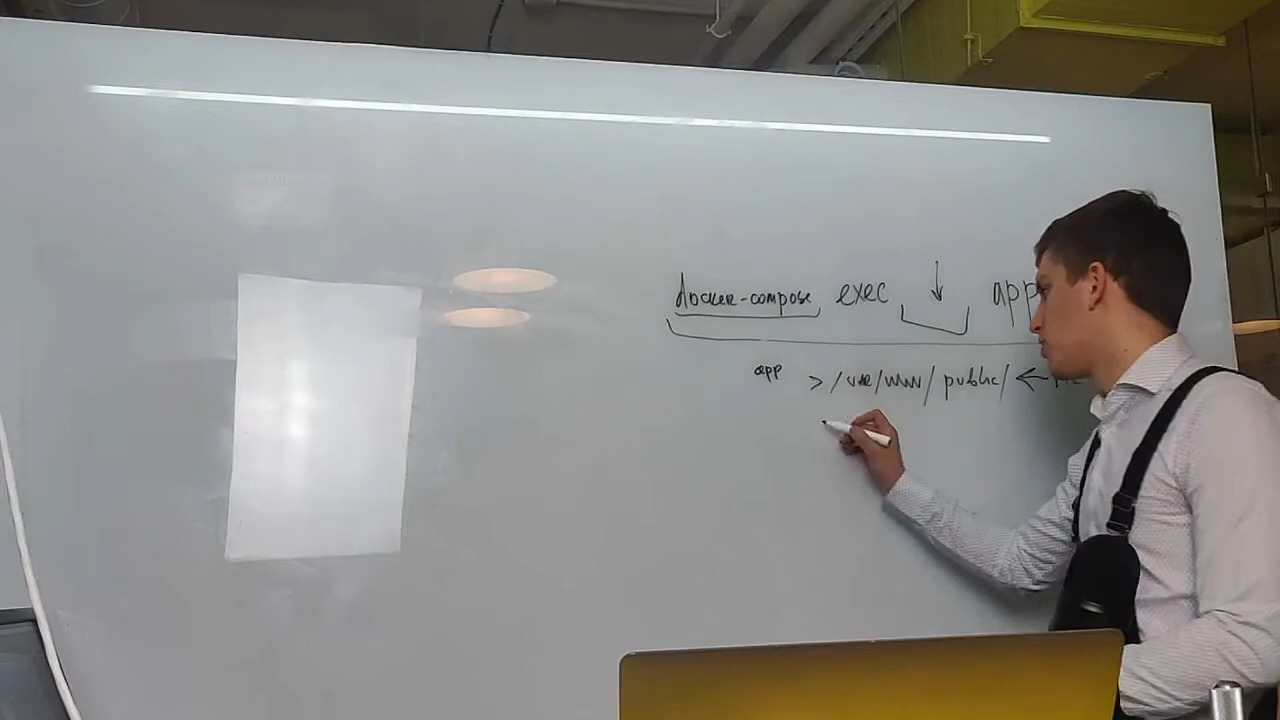 docker-compose exec ↓ app
app > /var/www/public/ ←